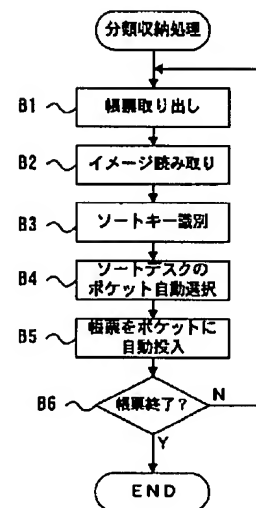 分類収納処理
B1
帳票取り出し
B2
イメージ読み取り
B3
ソートキー識別
B4
ソートデスクの
ポケット自動選択
B5
帳票をポケットに
自動投入
B6
帳票終了?
N
Y
END